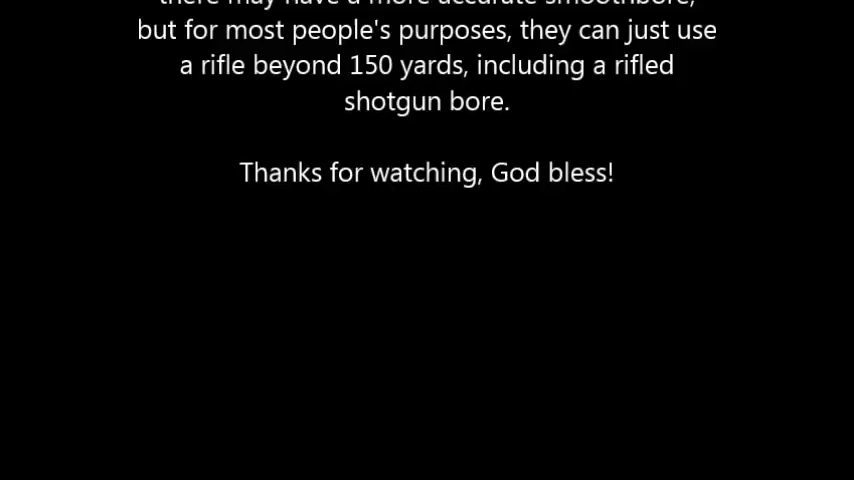 there may have a more accurate smoothbore,
but for most people's purposes, they can just use
a rifle beyond 150 yards, including a rifled
shotgun bore.
Thanks for watching, God bless!